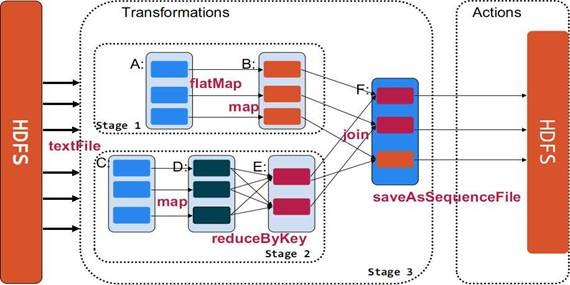 Transformations
Actions
A:
B:
flatMap
map
Stage 1
F:
HDFS
textFile
join
HDFS
C:
D:
E:
map
saveAsSequenceFile
reduceByKey
Stage 2
Stage 3